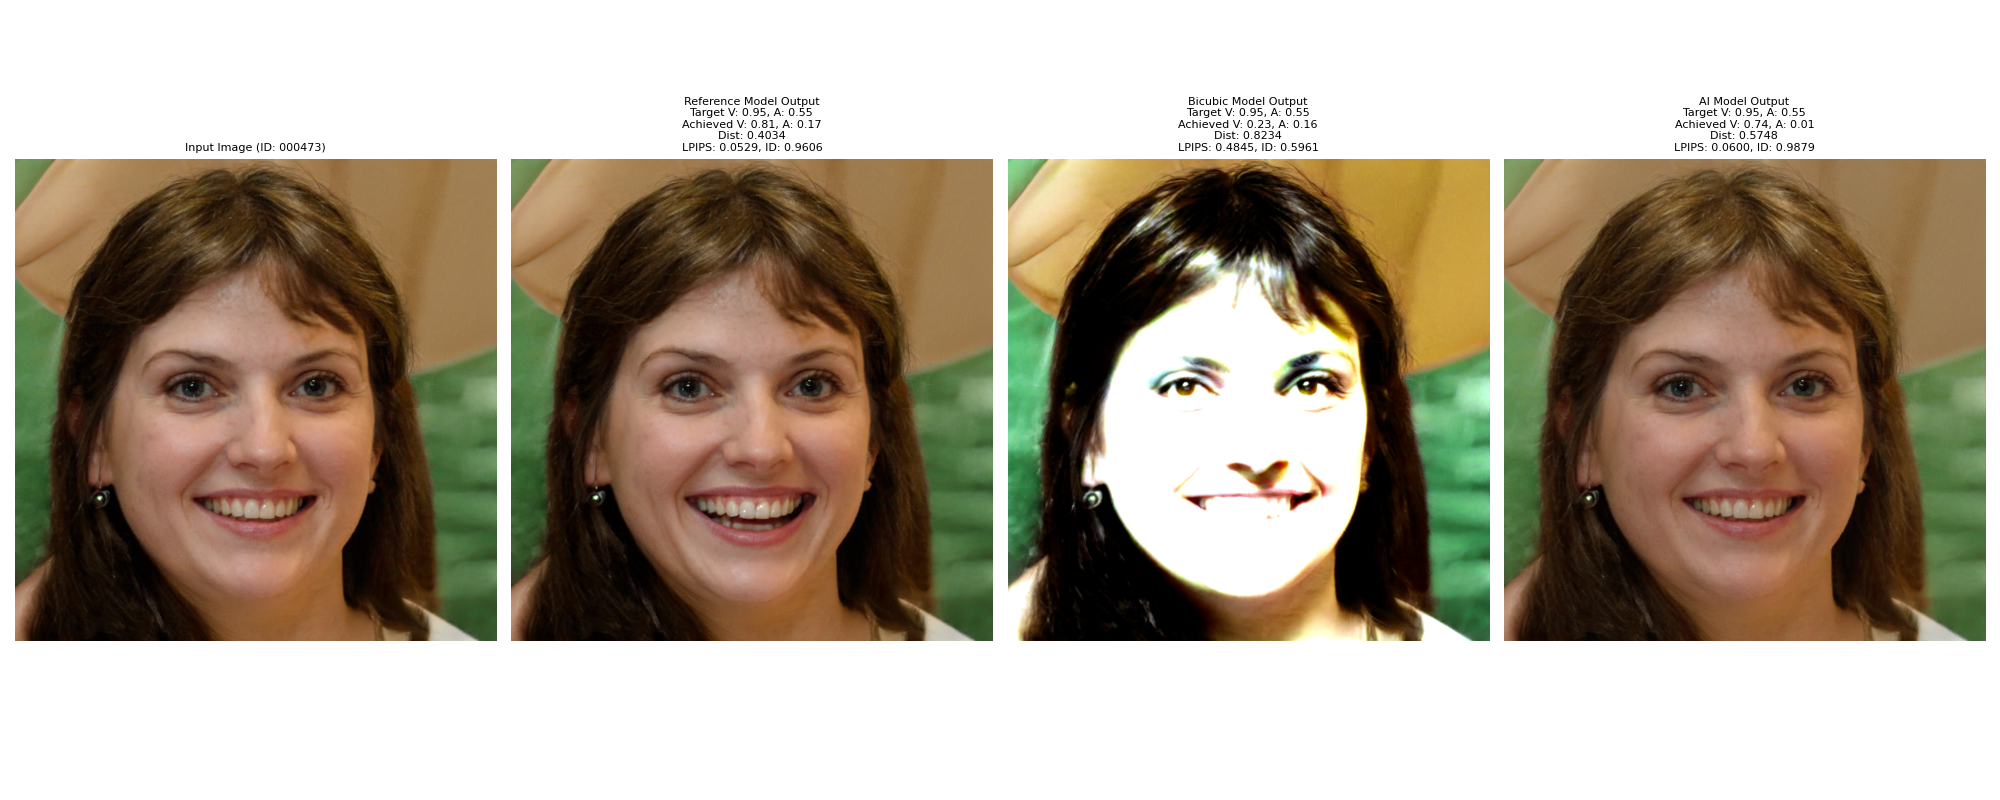 Input Image (ID: 000473)
Reference Model Output
Target V: 0.95, A: 0.55
Achieved V: 0.81, A: 0.17
Dist: 0.4034
LPIPS: 0.0529, ID: 0.9606
Bicubic Model Output
Target V: 0.95, A: 0.55
Achieved V: 0.23, A: 0.16
Dist: 0.8234
LPIPS: 0.4845, ID: 0.5961
AI Model Output
Target V: 0.95, A: 0.55
Achieved V: 0.74, A: 0.01
Dist: 0.5748
LPIPS: 0.0600, ID: 0.9879